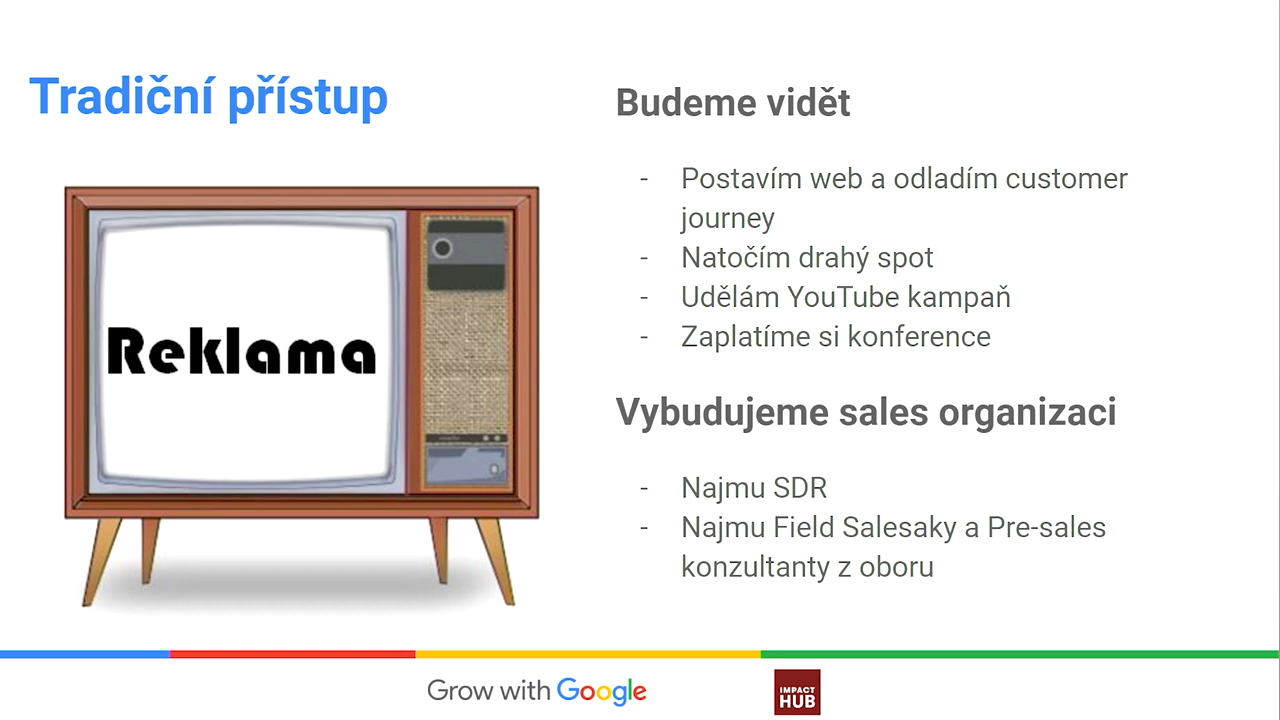 Tradiční přístup
Reklama
Budeme vidět
- Postavím web a odladím customer
journey
- Natočím drahý spot
- Udělám YouTube kampaň
- Zaplatíme si konference
Vybudujeme sales organizaci
- Najmu SDR
- Najmu Field Salesaky a Pre-sales
konzultanty z oboru
Grow with Google
IMPACT
HUB